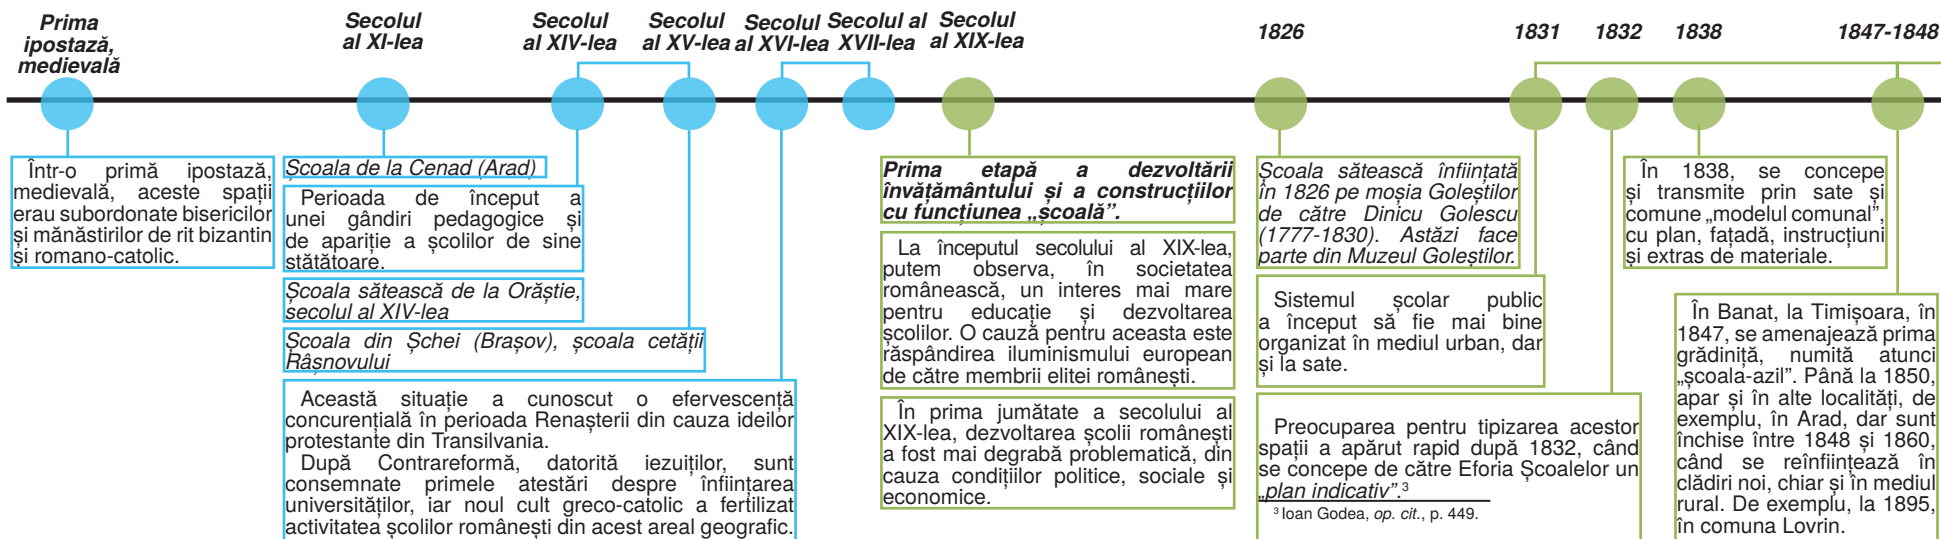 Prima
ipostază,
medievală
Secolul
al XI-lea
Secolul
al XIV-lea
Secolul
al XV-lea
Secolul
al XVI-lea
Secolul al
XVII-lea
Secolul
al XIX-lea
1826
1831
1832
1838
1847-1848
Într-o primă ipostază,
medievală, aceste spații
erau subordonate bisericilor
și mănăstirilor de rit bizantin
și romano-catolic.
Școala de la Cenad (Arad)
Perioada de început a
unei gândiri pedagogice și
de apariție a școlilor de sine
stătătoare.
Școala sătească de la Orăștie,
secolul al XIV-lea
Școala din Șchei (Brașov), școala cetății
Râșnovului
Această situație a cunoscut o efervescență
concurențială în perioada Renașterii din cauza ideilor
protestante din Transilvania.
După Contrareformă, datorită iezuiților, sunt
consemnate primele atestări despre înființarea
universităților, iar noul cult greco-catolic a fertilizat
activitatea școlilor românești din acest areal geografic.
Prima etapă a dezvoltării
învățământului și a construcțiilor
cu funcțiunea „școală”.
La începutul secolului al XIX-lea,
putem observa, în societatea
românească, un interes mai mare
pentru educație și dezvoltarea
școlilor. O cauză pentru aceasta este
răspândirea iluminismului european
de către membrii elitei românești.
În prima jumătate a secolului al
XIX-lea, dezvoltarea școlii românești
a fost mai degrabă problematică, din
cauza condițiilor politice, sociale și
economice.
Școala sătească înființată
în 1826 pe moșia Goleștilor
de către Dinicu Golescu
(1777-1830). Astăzi face
parte din Muzeul Goleștilor.
Sistemul școlar public
a început să fie mai bine
organizat în mediul urban, dar
și la sate.
Preocuparea pentru tipizarea acestor
spații a apărut rapid după 1832, când
se concepe de către Eforia Școalelor un
„plan indicativ”.³
³ Ioan Godea, op. cit., p. 449.
În 1838, se concepe
și transmite prin sate și
comune „modelul comunal”,
cu plan, fațadă, instrucțiuni
și extras de materiale.
În Banat, la Timișoara, în
1847, se amenajează prima
grădiniță, numită atunci
„școala-azil”. Până la 1850,
apar și în alte localități, de
exemplu, în Arad, dar sunt
închise între 1848 și 1860,
când se reînființează în
clădiri noi, chiar și în mediul
rural. De exemplu, la 1895,
în comuna Lovrin.